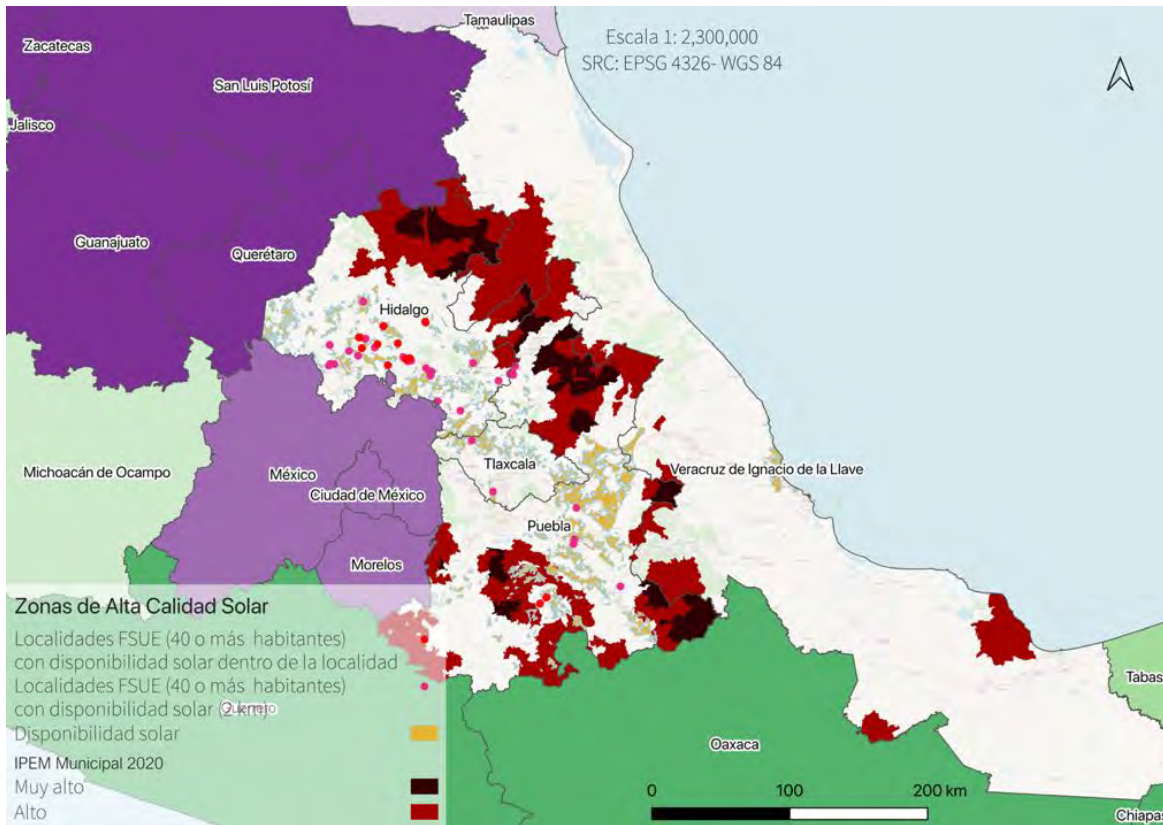 Tamaulipas
Escala 1: 2,300,000
SRC: EPSG 4326- WGS 84
Zacatecas
San Luis Potosí
Jalisco
Guanajuato
Querétaro
Hidalgo
Michoacán de Ocampo
México
Tlaxcala
Veracruz de Ignacio de la Llave
Ciudad de México
Puebla
Morelos
Zonas de Alta Calidad Solar
Localidades FSUE (40 o más habitantes)
con disponibilidad solar dentro de la localidad
Localidades FSUE (40 o más habitantes)
con disponibilidad solar (2 km)
Guerrero
Disponibilidad solar
IPEM Municipal 2020
Muy alto
Alto
Tabas
Oaxaca
0 100 200 km
Chiapas